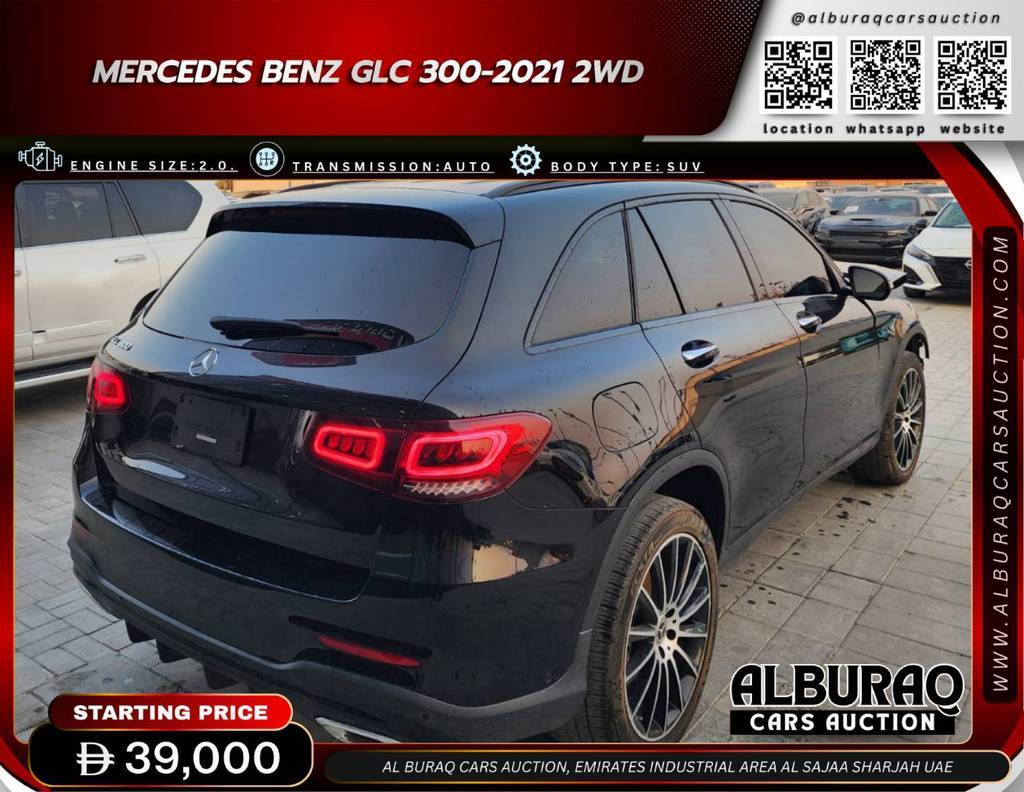 @alburaqcarsauction
MERCEDES BENZ GLC 300-2021 2WD
location whatsapp website
ENGINE SIZE:2.0.
TRANSMISSION:AUTO
BODY TYPE: SUV
WWW.ALBURAQCARSAUCTION.COM
ALBURAQ
CARS AUCTION
STARTING PRICE
39,000
AL BURAQ CARS AUCTION, EMIRATES INDUSTRIAL AREA AL SAJAA SHARJAH UAE